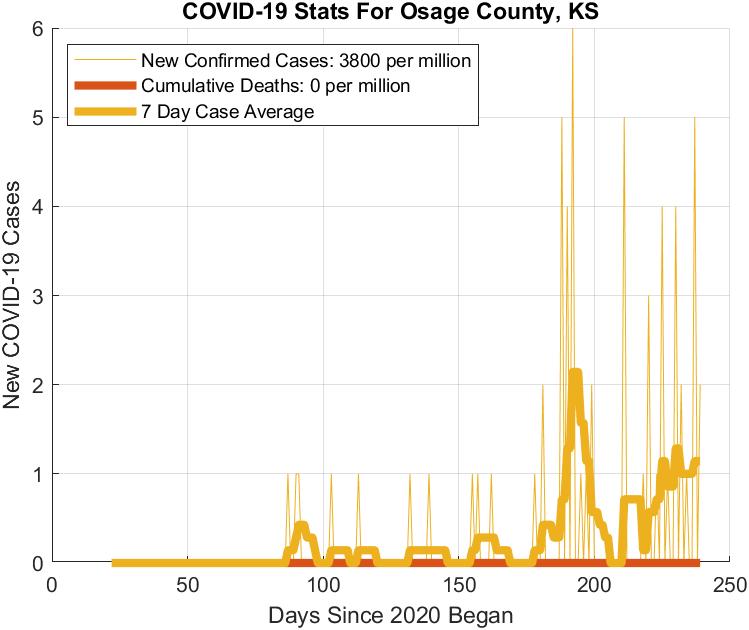 COVID-19 Stats For Osage County, KS
New Confirmed Cases: 3800 per million
Cumulative Deaths: 0 per million
7 Day Case Average
New COVID-19 Cases
6
5
4
3
2
1
0
0 50 100 150 200 250
Days Since 2020 Began